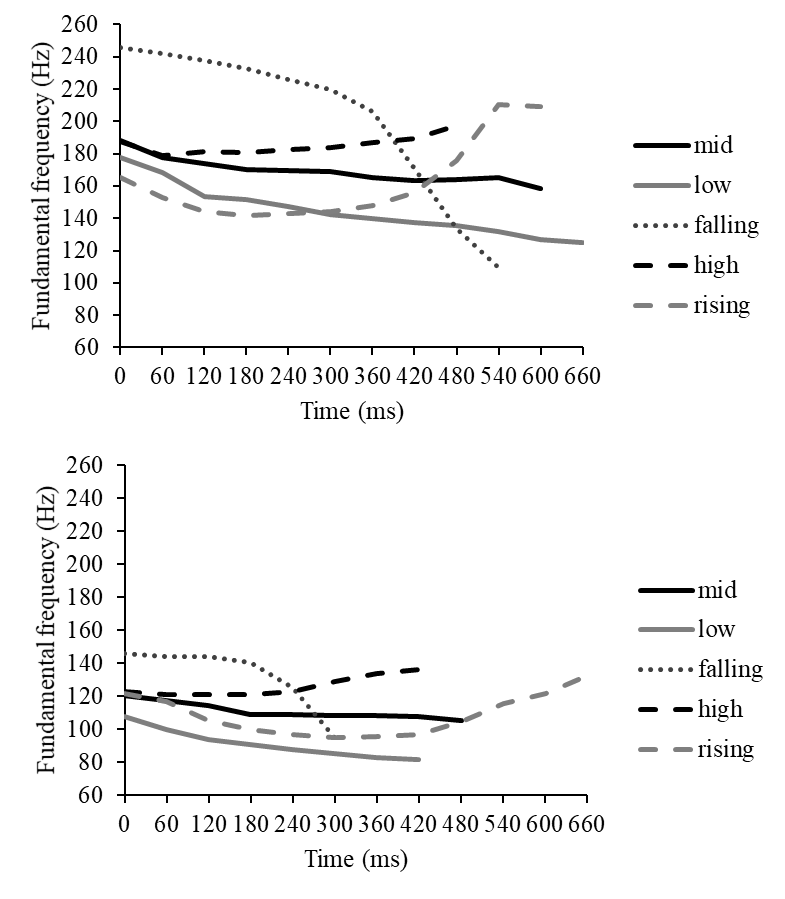 260
240
220
200
180
160
140
120
100
80
60
Fundamental frequency (Hz)
0 60 120 180 240 300 360 420 480 540 600 660
Time (ms)
mid
low
falling
high
rising
260
240
220
200
180
160
140
120
100
80
60
Fundamental frequency (Hz)
0 60 120 180 240 300 360 420 480 540 600 660
Time (ms)
mid
low
falling
high
rising